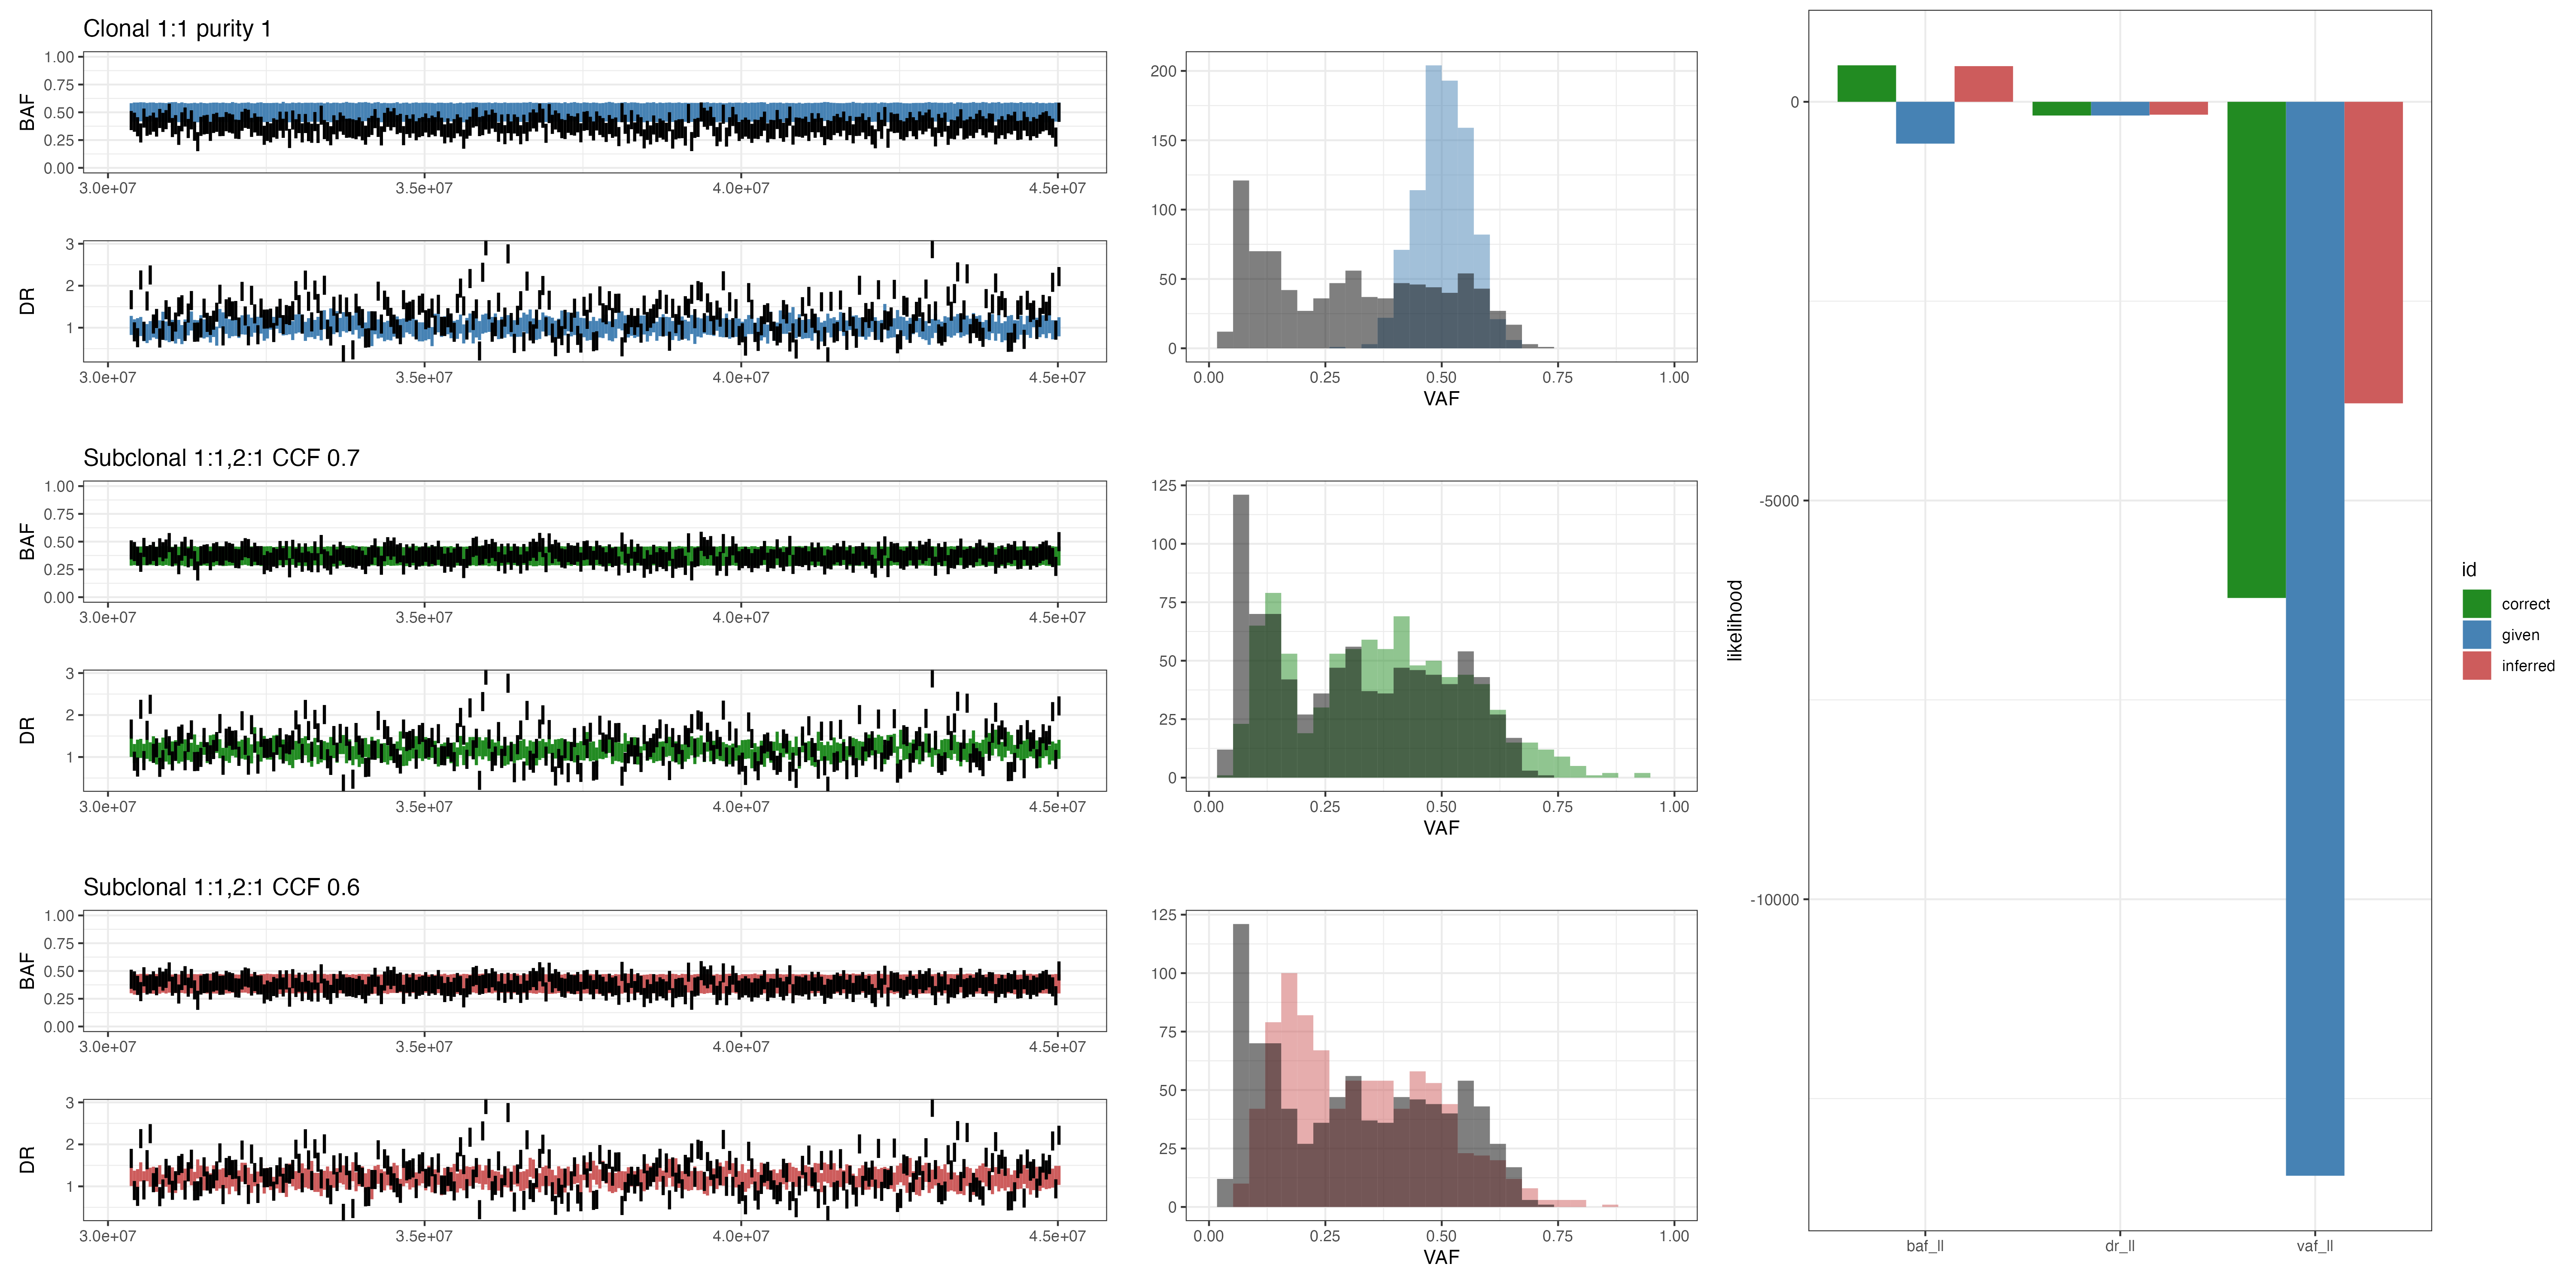 Clonal 1:1 purity 1
BAF
1.00
0.75
0.50
0.25
0.00
3.0e+07 3.5e+07 4.0e+07 4.5e+07
DR
3
2
1
3.0e+07 3.5e+07 4.0e+07 4.5e+07
200
150
100
50
0
0.00 0.25 0.50 0.75 1.00
VAF
Subclonal 1:1,2:1 CCF 0.7
BAF
1.00
0.75
0.50
0.25
0.00
3.0e+07 3.5e+07 4.0e+07 4.5e+07
DR
3
2
1
3.0e+07 3.5e+07 4.0e+07 4.5e+07
125
100
75
50
25
0
0.00 0.25 0.50 0.75 1.00
VAF
Subclonal 1:1,2:1 CCF 0.6
BAF
1.00
0.75
0.50
0.25
0.00
3.0e+07 3.5e+07 4.0e+07 4.5e+07
DR
3
2
1
3.0e+07 3.5e+07 4.0e+07 4.5e+07
125
100
75
50
25
0
0.00 0.25 0.50 0.75 1.00
VAF
likelihood
0
-5000
-10000
baf_ll dr_ll vaf_ll
id
correct
given
inferred